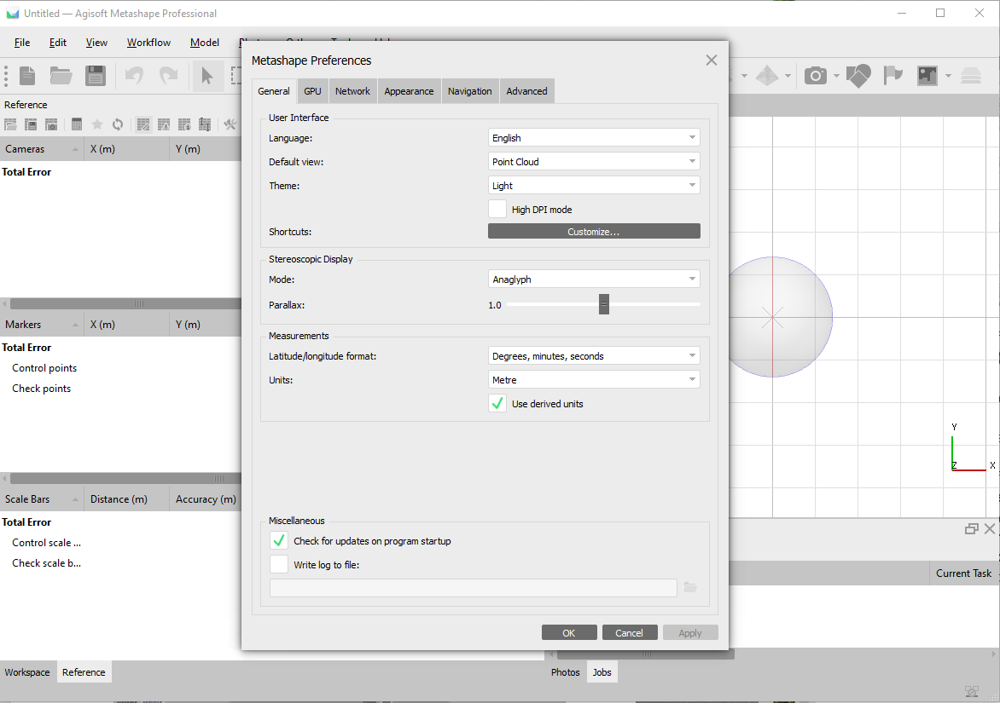 Untitled — Agisoft Metashape Professional
File Edit View Workflow Model
Metashape Preferences
General GPU Network Appearance Navigation Advanced
Reference
Cameras X (m) Y (m)
Total Error
Markers X (m) Y (m)
Total Error
Control points
Check points
Scale Bars Distance (m) Accuracy (m)
Total Error
Control scale ...
Check scale b...
User Interface
Language: English
Default view: Point Cloud
Theme: Light
High DPI mode
Shortcuts: Customize...
Stereoscopic Display
Mode: Anaglyph
Parallax: 1.0
Measurements
Latitude/longitude format: Degrees, minutes, seconds
Units: Metre
Use derived units
Miscellaneous
Check for updates on program startup
Write log to file:
OK Cancel Apply
Y
Z X
Current Task
Workspace Reference
Photos Jobs